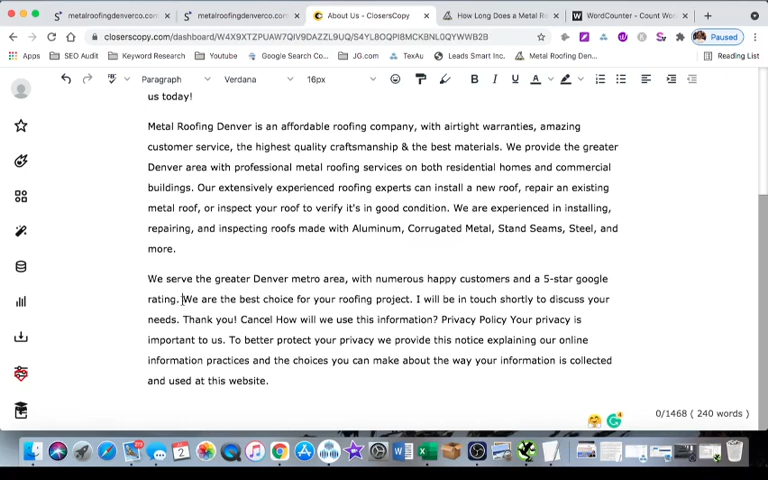 metalroofingdenverco.com
metalroofingdenverco.com
About Us - ClosersCopy
How Long Does a Metal R
WordCounter - Count Wo
closerscopy.com/dashboard/W4X9XTZPUAW7QIV9DAZZL9UQ/S4YL8OQPI8MCKBNL0QYWWB2B
Paused
Apps
SEO Audit
Keyword Research
Youtube
Google Search Co...
JG.com
TexAu
Leads Smart Inc.
Metal Roofing Den...
Reading List
Paragraph
Verdana
16px
B I U A
us today!
Metal Roofing Denver is an affordable roofing company, with airtight warranties, amazing
customer service, the highest quality craftsmanship & the best materials. We provide the greater
Denver area with professional metal roofing services on both residential homes and commercial
buildings. Our extensively experienced roofing experts can install a new roof, repair an existing
metal roof, or inspect your roof to verify it's in good condition. We are experienced in installing,
repairing, and inspecting roofs made with Aluminum, Corrugated Metal, Stand Seams, Steel, and
more.
We serve the greater Denver metro area, with numerous happy customers and a 5-star google
rating. We are the best choice for your roofing project. I will be in touch shortly to discuss your
needs. Thank you! Cancel How will we use this information? Privacy Policy Your privacy is
important to us. To better protect your privacy we provide this notice explaining our online
information practices and the choices you can make about the way your information is collected
and used at this website.
0/1468 ( 240 words )